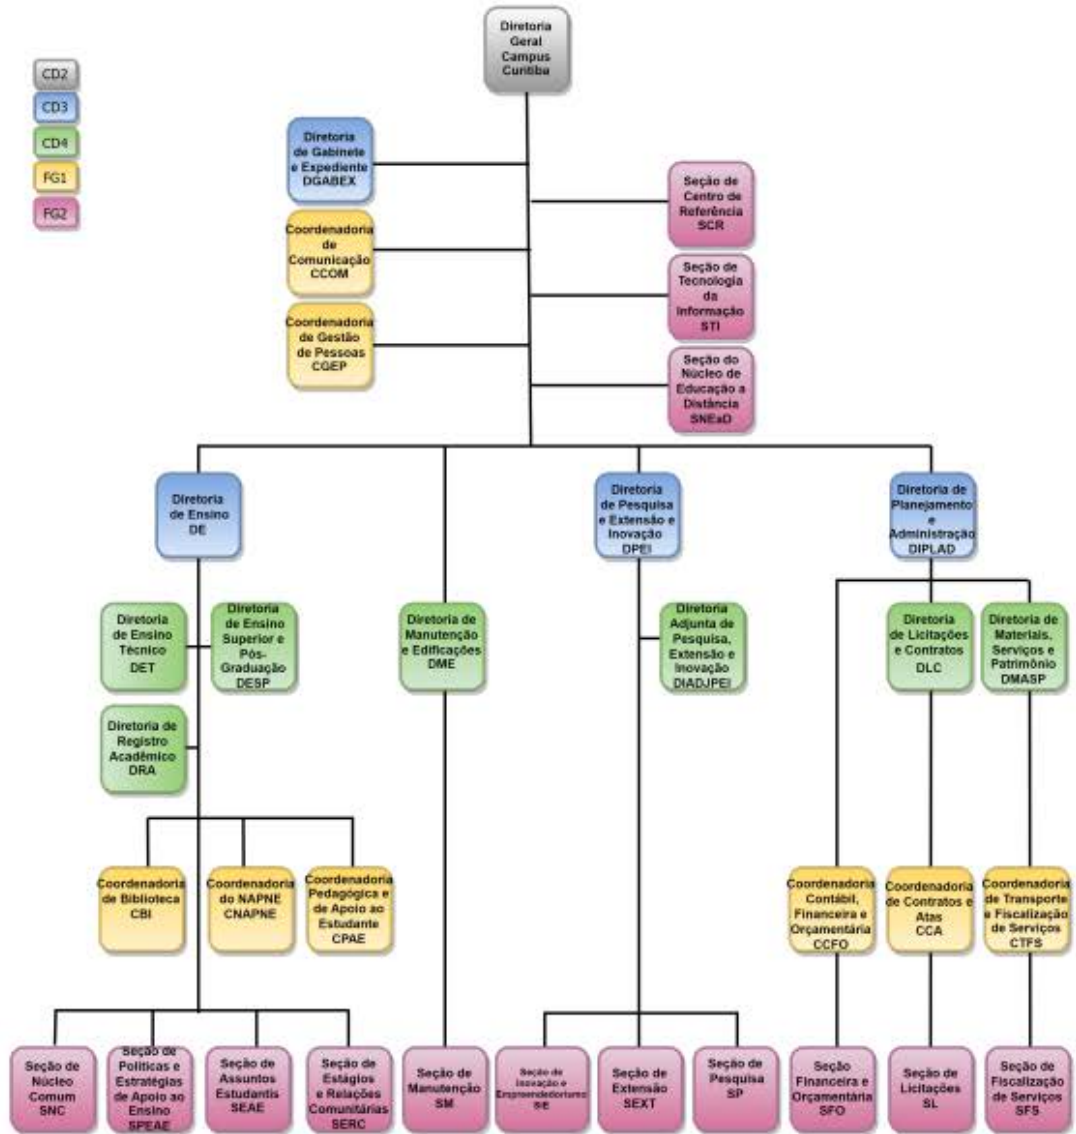 Diretoria
Geral
Campus
Curitiba
CD2
CD3
CD4
FG1
FG2
Diretoria
de Gabinete
e Expediente
DGABEX
Seção de
Centro de
Referência
SCR
Coordenadoria
de
Comunicação
CCOM
Seção de
Tecnologia
da
Informação
STI
Coordenadoria
de Gestão
de Pessoas
CGEP
Seção do
Núcleo de
Educação a
Distância
SNEaD
Diretoria
de Ensino
DE
Diretoria
de Pesquisa
e Extensão e
Inovação
DPEI
Diretoria de
Planejamento
e
Administração
DIPLAD
Diretoria
de Ensino
Técnico
DET
Diretoria
de Ensino
Superior e
Pós-
Graduação
DESP
Diretoria de
Manutenção
e Edificações
DME
Diretoria
Adjunta de
Pesquisa,
Extensão e
Inovação
DIADJPEI
Diretoria
de Licitações
e Contratos
DLC
Diretoria de
Materiais,
Serviços e
Patrimônio
DMASP
Diretoria de
Registro
Acadêmico
DRA
Coordenadoria
de Biblioteca
CBI
Coordenadoria
do NAPNE
CNAPNE
Coordenadoria
Pedagógica e
de Apoio ao
Estudante
CPAE
Coordenadoria
Contábil,
Financeira e
Orçamentária
CCFO
Coordenadoria
de Contratos e
Atas
CCA
Coordenadoria
de Transporte
e Fiscalização
de Serviços
CTFS
Seção de
Núcleo
Comum
SNC
Seção de
Políticas e
Estratégias
de Apoio ao
Ensino
SPEAE
Seção de
Assuntos
Estudantis
SEAE
Seção de
Estágios
e Relações
Comunitárias
SERC
Seção de
Manutenção
SM
Seção de
Inovação e
Empreendedorismo
SIE
Seção de
Extensão
SEXT
Seção de
Pesquisa
SP
Seção
Financeira e
Orçamentária
SFO
Seção de
Licitações
SL
Seção de
Fiscalização
de Serviços
SFS